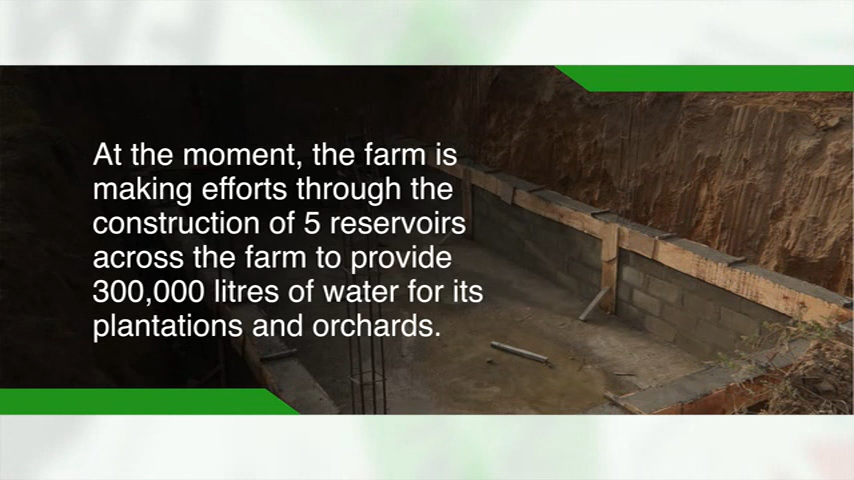 At the moment, the farm is
making efforts through the
construction of 5 reservoirs
across the farm to provide
300,000 litres of water for its
plantations and orchards.